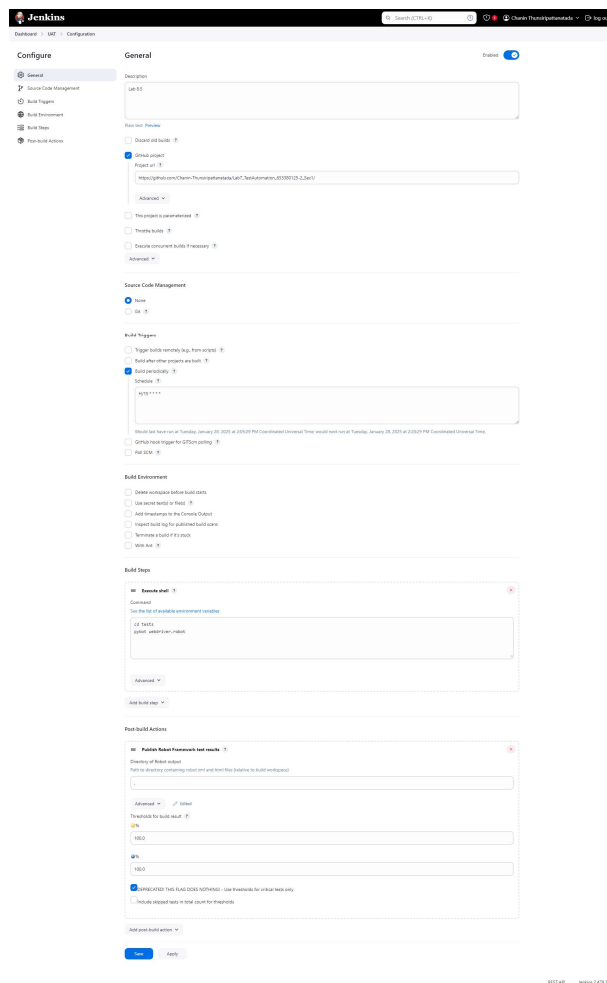 Jenkins
Search (CTRL+K)
Chanin Thunsiripattanatada
log ou
Dashboard > UAT > Configuration
Configure
General
Source Code Management
Build Triggers
Build Environment
Build Steps
Post-build Actions
General
Enabled
Description
Lab 8.5
Plain text Preview
Discard old builds ?
GitHub project
Project url ?
Advanced
This project is parameterized ?
Throttle builds ?
Execute concurrent builds if necessary ?
Advanced
Source Code Management
None
Git ?
Build Triggers
Trigger builds remotely (e.g., from scripts) ?
Build after other projects are built ?
Build periodically ?
Schedule ?
GitHub hook trigger for GITScm polling ?
Poll SCM ?
Build Environment
Delete workspace before build starts
Use secret text(s) or file(s) ?
Add timestamps to the Console Output
Inspect build log for published build scans
Terminate a build if it's stuck
With Ant ?
Build Steps
Execute shell ?
Command
See the list of available environment variables
cd tests
pybot webdriver.robot
Advanced
Add build step
Post-build Actions
Publish Robot Framework test results ?
Directory of Robot output
Path to directory containing robot xml and html files (relative to build workspace)
.
Advanced
Edited
Thresholds for build result ?
%
100.0
%
100.0
DEPRECATED! THIS FLAG DOES NOTHING! - Use thresholds for critical tests only
Include skipped tests in total count for thresholds
Add post-build action
Save
Apply
REST API